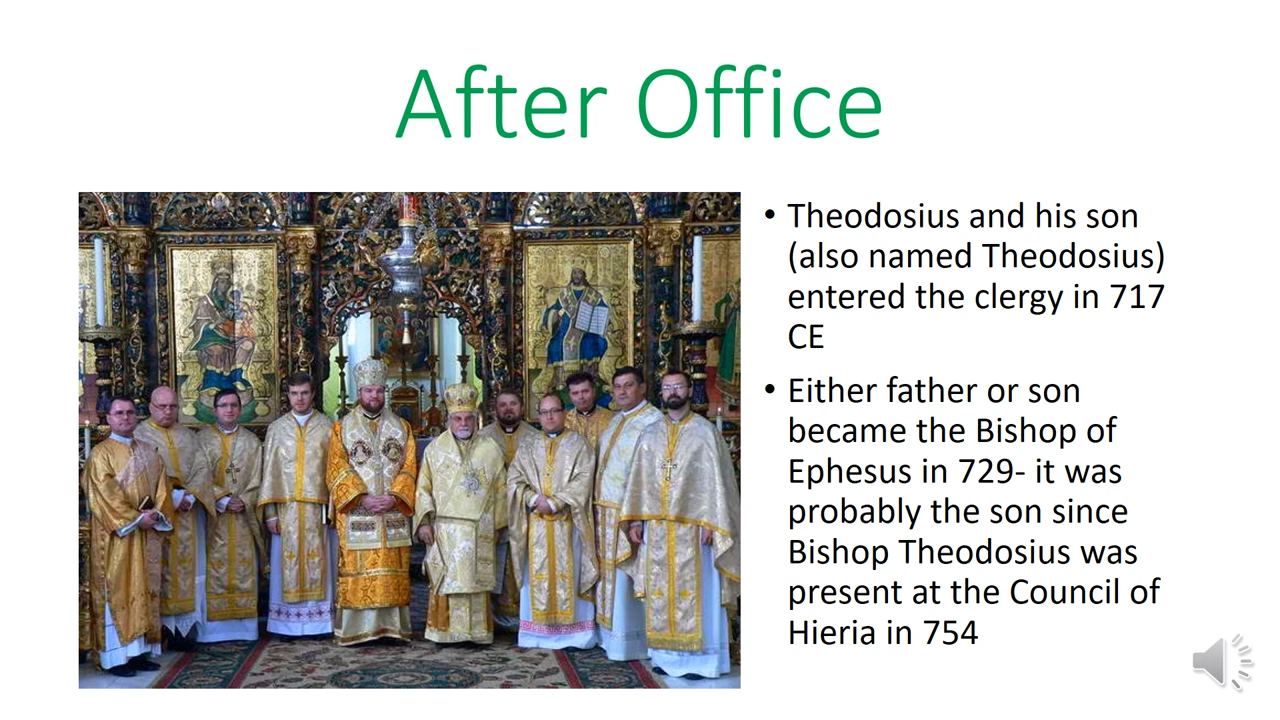 After Office
• Theodosius and his son
(also named Theodosius)
entered the clergy in 717
CE
• Either father or son
became the Bishop of
Ephesus in 729- it was
probably the son since
Bishop Theodosius was
present at the Council of
Hieria in 754